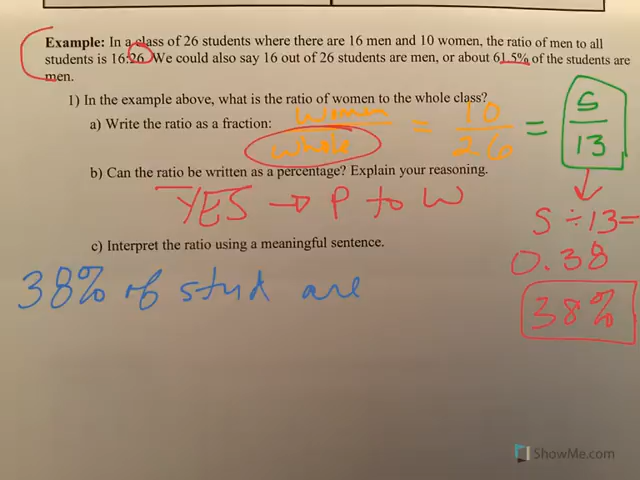 Example: In a class of 26 students where there are 16 men and 10 women, the ratio of men to all
students is 16:26. We could also say 16 out of 26 students are men, or about 61.5% of the students are
men.
1) In the example above, what is the ratio of women to the whole class?
a) Write the ratio as a fraction: women / whole = 10 / 26 = 5 / 13
b) Can the ratio be written as a percentage? Explain your reasoning.
YES → P to W
5 ÷ 13 =
0.38
38%
c) Interpret the ratio using a meaningful sentence.
38% of stud are
ShowMe.com